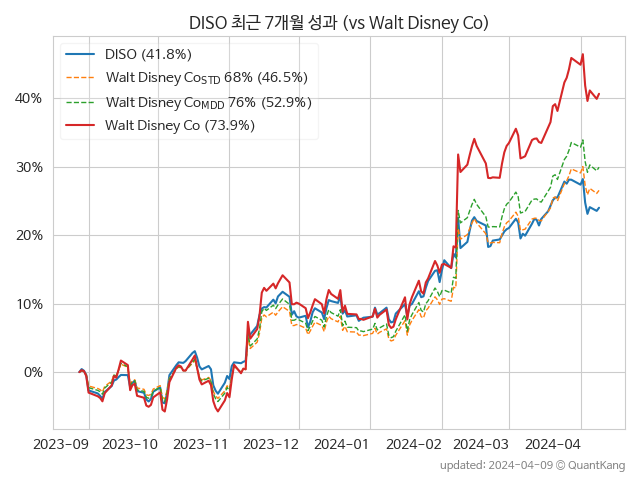 DISO 최근 7개월 성과 (vs Walt Disney Co)
DISO (41.8%)
Walt Disney Co_STD 68% (46.5%)
Walt Disney Co_MDD 76% (52.9%)
Walt Disney Co (73.9%)
40%
30%
20%
10%
0%
2023-09 2023-10 2023-11 2023-12 2024-01 2024-02 2024-03 2024-04
updated: 2024-04-09 © QuantKang